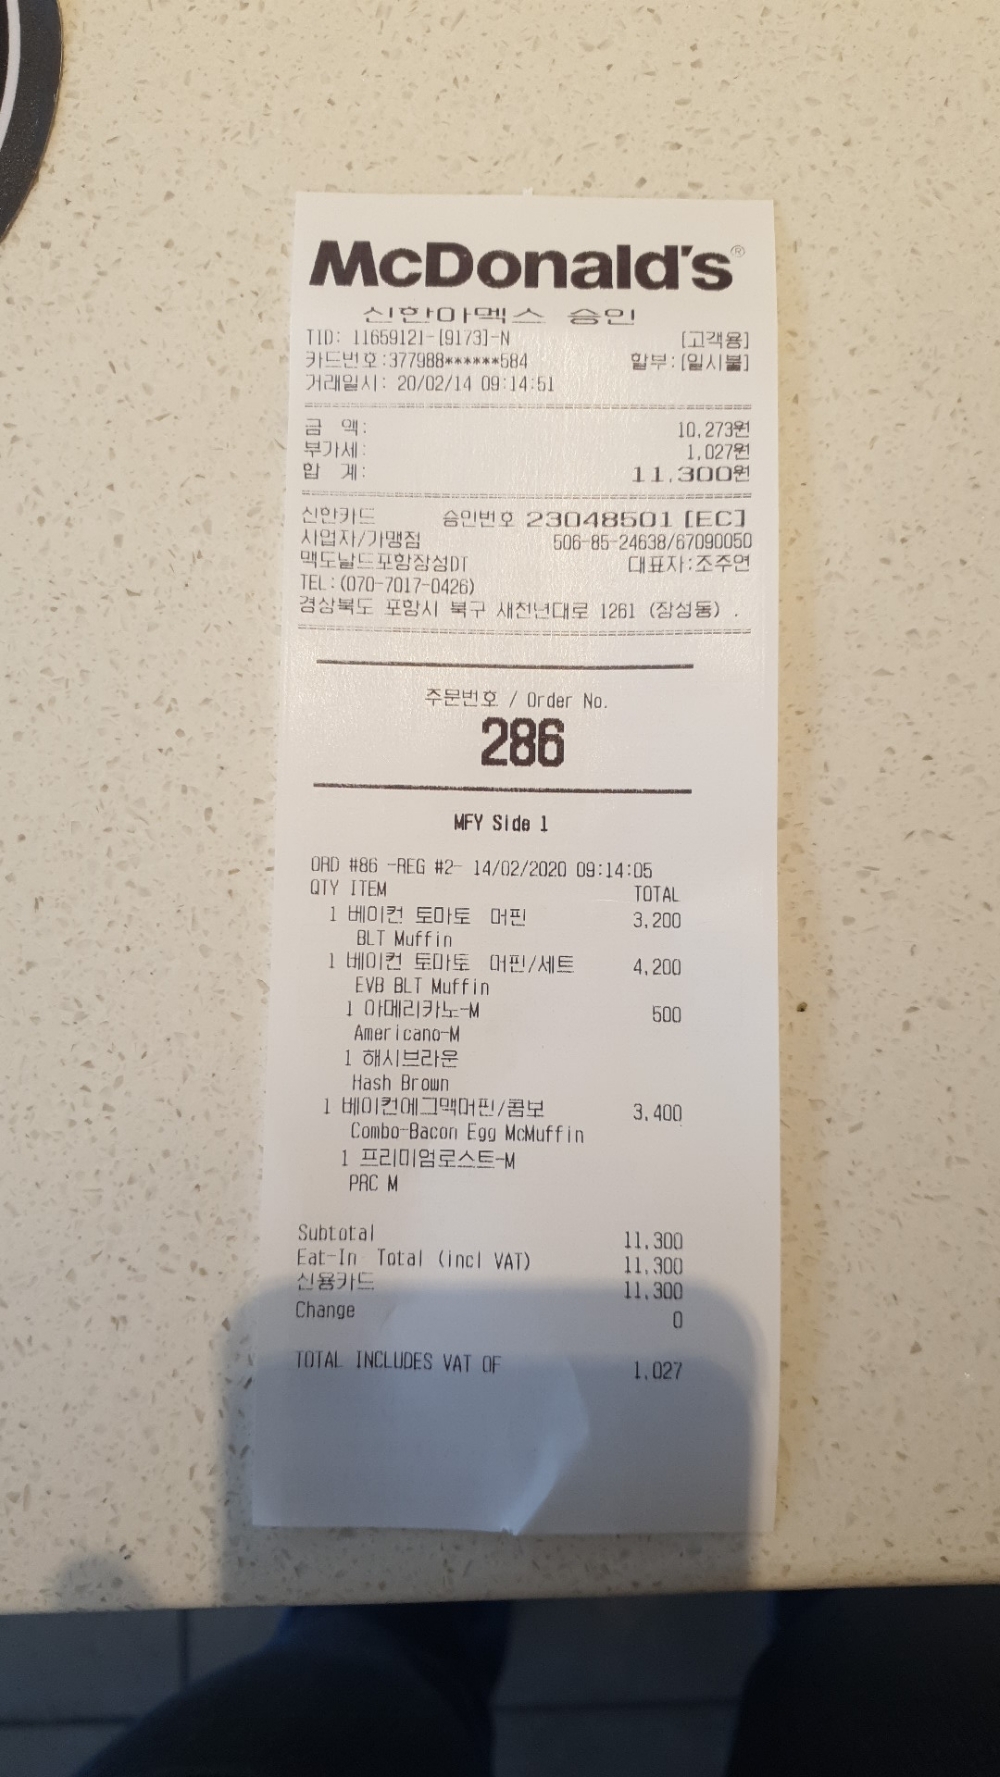 McDonald's®
신한아멕스 승인
TID: 11659121-[9173]-N [고객용]
카드번호:377988******584 할부:[일시불]
거래일시: 20/02/14 09:14:51
금 액: 10,273원
부가세: 1,027원
합 계: 11,300원
신한카드 승인번호 23048501 [EC]
사업자/가맹점 506-85-24638/67090050
맥도날드포항장성DT 대표자:조주연
TEL:(070-7017-0426)
경상북도 포항시 북구 새천년대로 1261 (장성동) .
주문번호 / Order No.
286
MFY Side 1
ORD #86 -REG #2- 14/02/2020 09:14:05
QTY ITEM TOTAL
1 베이컨 토마토 머핀 3,200
BLT Muffin
1 베이컨 토마토 머핀/세트 4,200
EVB BLT Muffin
1 아메리카노-M 500
Americano-M
1 해시브라운
Hash Brown
1 베이컨에그맥머핀/콤보 3,400
Combo-Bacon Egg McMuffin
1 프리미엄로스트-M
PRC M
Subtotal 11,300
Eat-In Total (incl VAT) 11,300
신용카드 11,300
Change 0
TOTAL INCLUDES VAT OF 1,027